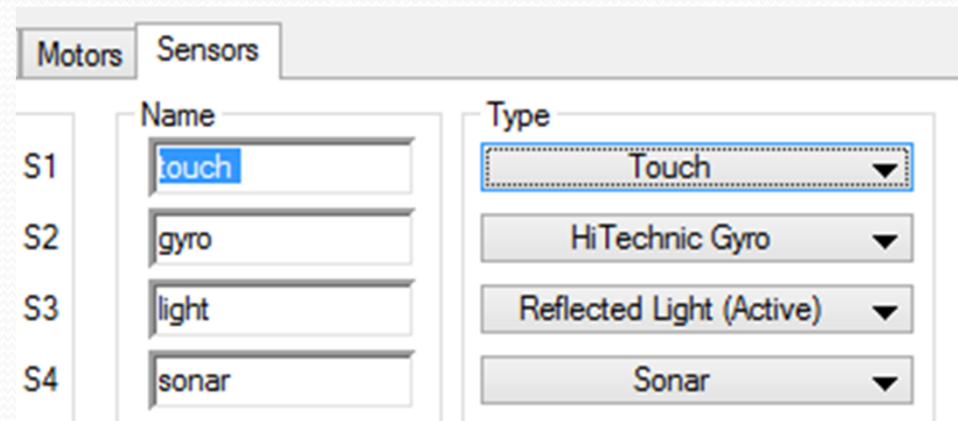 Motors Sensors
Name Type
S1 touch Touch
S2 gyro HiTechnic Gyro
S3 light Reflected Light (Active)
S4 sonar Sonar